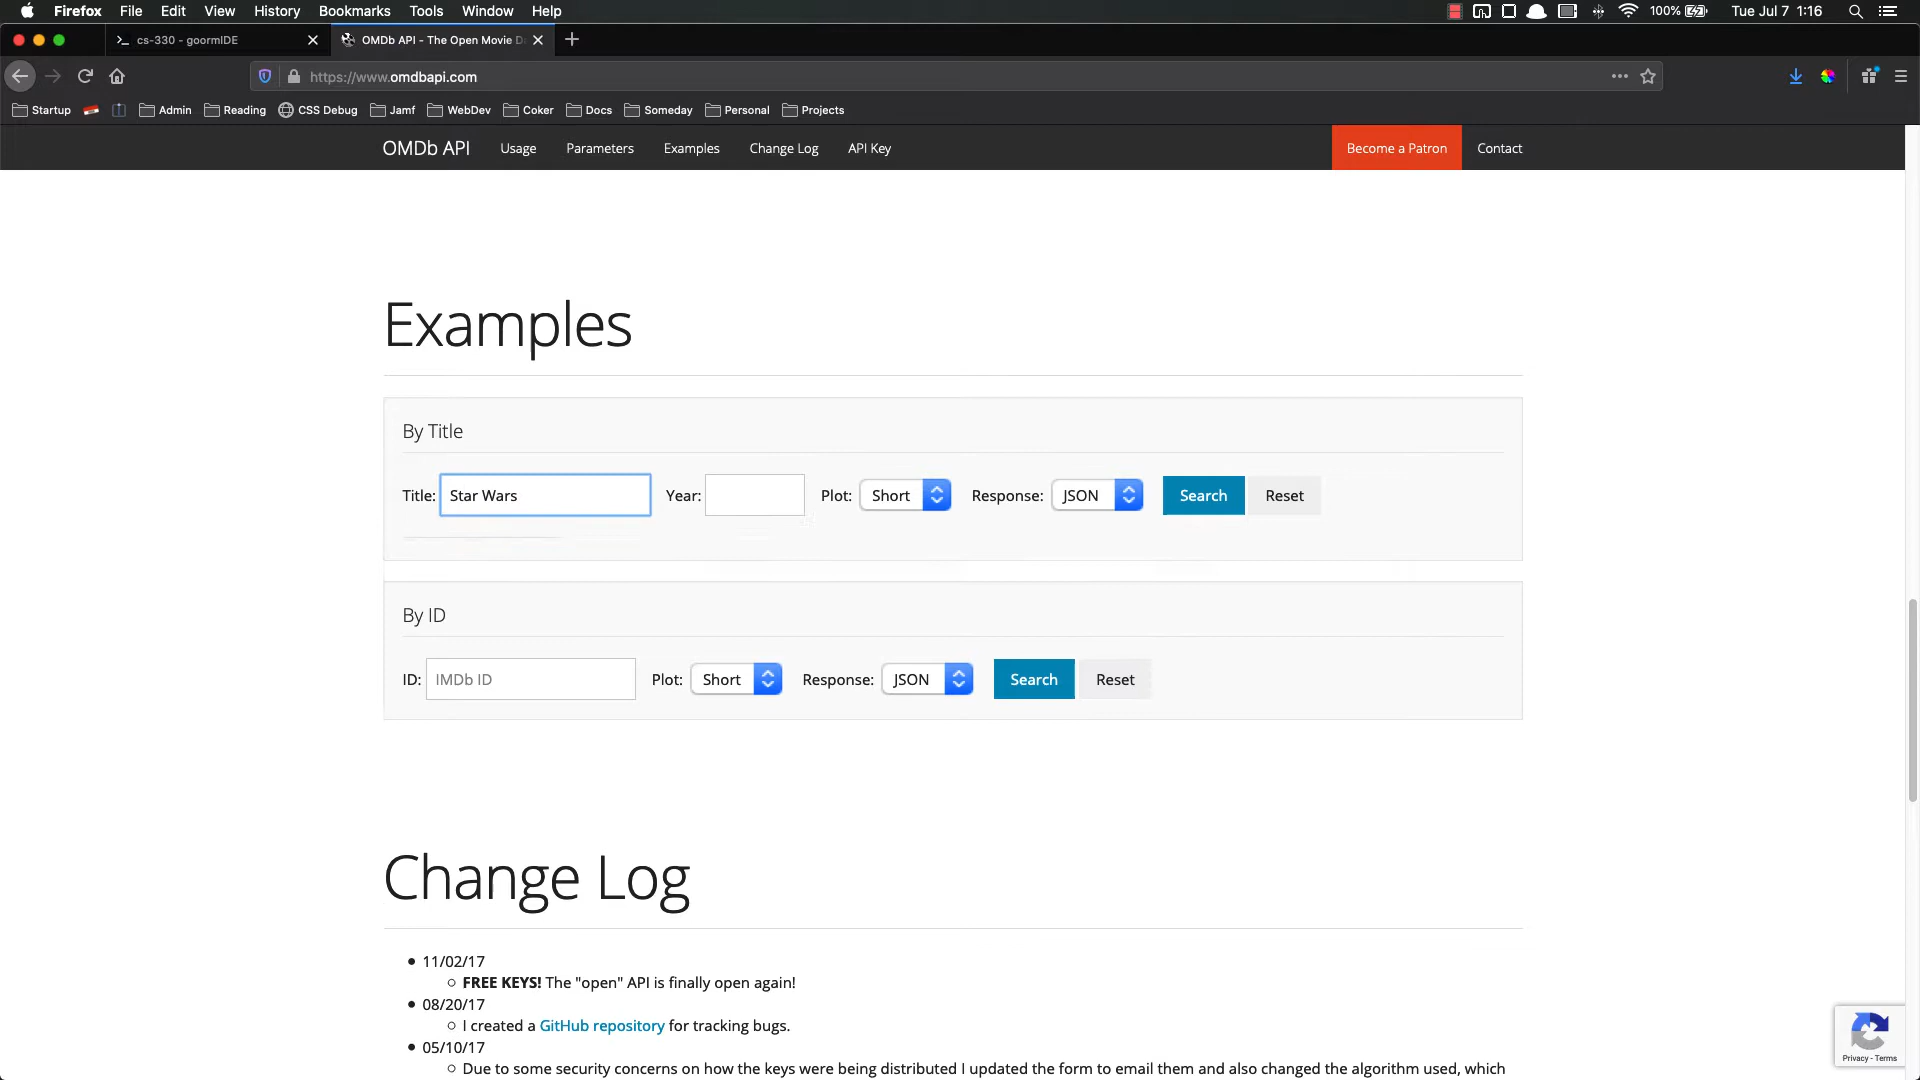 Firefox File Edit View History Bookmarks Tools Window Help 100% Tue Jul 7 1:16
cs-330 - goormIDE OMDb API - The Open Movie D
https://www.omdbapi.com
Startup Admin Reading CSS Debug Jamf WebDev Coker Docs Someday Personal Projects
OMDb API Usage Parameters Examples Change Log API Key Become a Patron Contact
Examples
By Title
Title: Star Wars Year: Plot: Short Response: JSON Search Reset
By ID
ID: IMDb ID Plot: Short Response: JSON Search Reset
Change Log
11/02/17
FREE KEYS! The "open" API is finally open again!
08/20/17
I created a GitHub repository for tracking bugs.
05/10/17
Due to some security concerns on how the keys were being distributed I updated the form to email them and also changed the algorithm used, which
Privacy - Terms